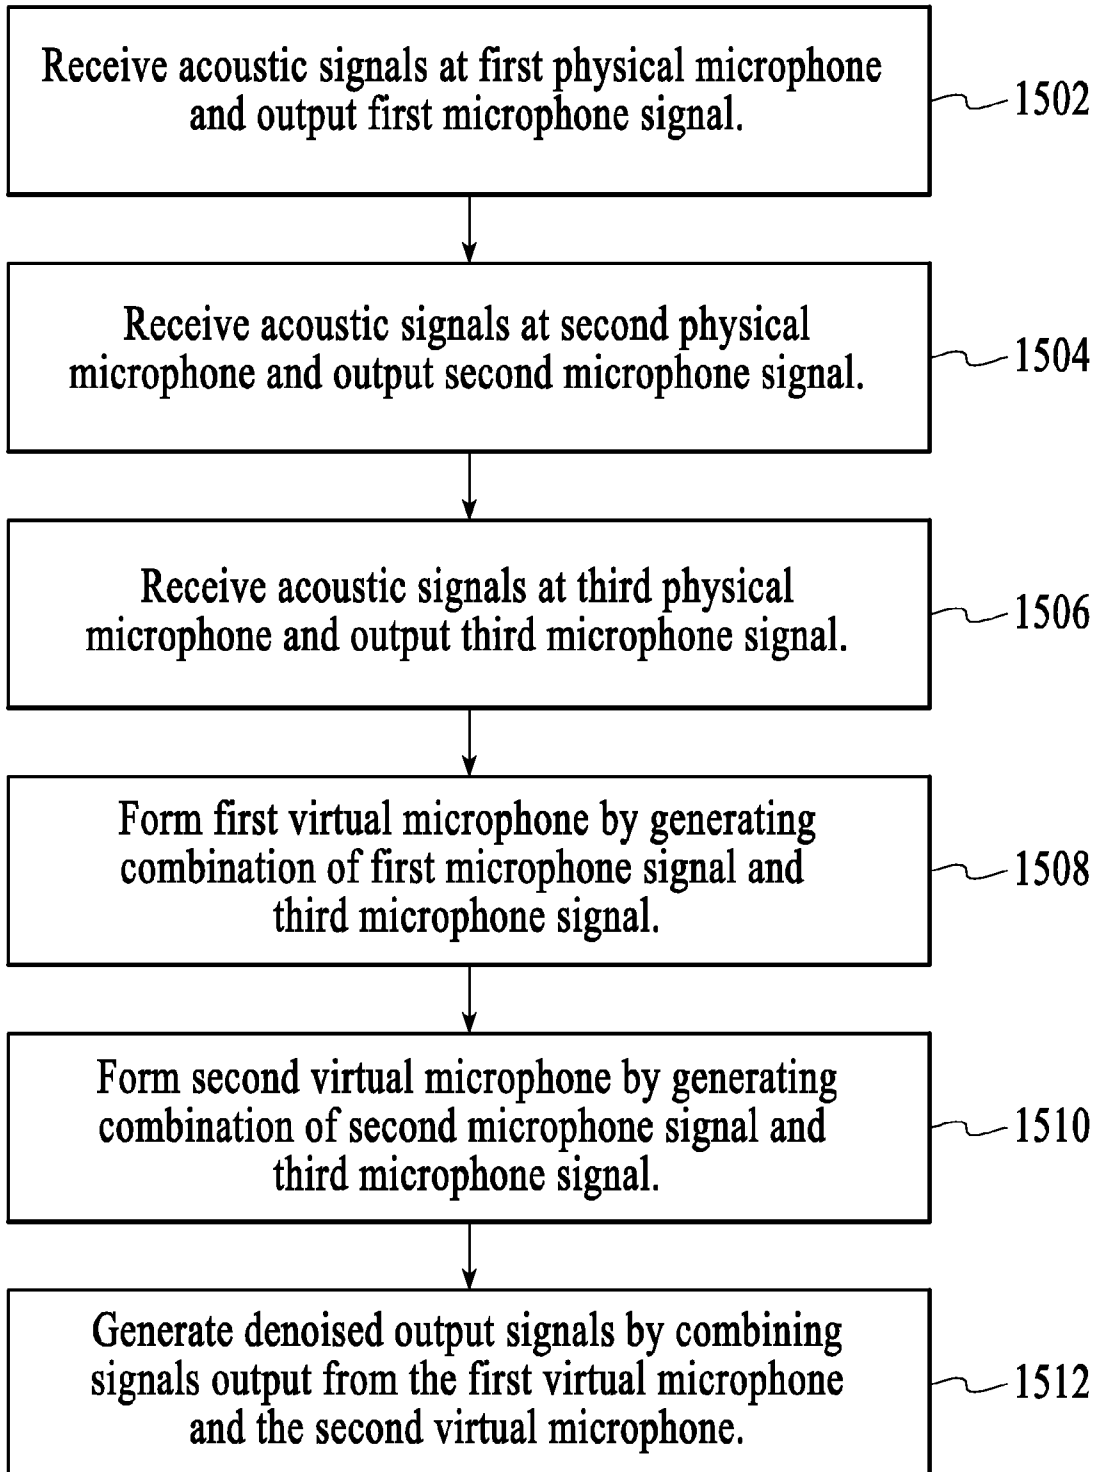 Receive acoustic signals at first physical microphone
and output first microphone signal.
1502
Receive acoustic signals at second physical
microphone and output second microphone signal.
1504
Receive acoustic signals at third physical
microphone and output third microphone signal.
1506
Form first virtual microphone by generating
combination of first microphone signal and
third microphone signal.
1508
Form second virtual microphone by generating
combination of second microphone signal and
third microphone signal.
1510
Generate denoised output signals by combining
signals output from the first virtual microphone
and the second virtual microphone.
1512